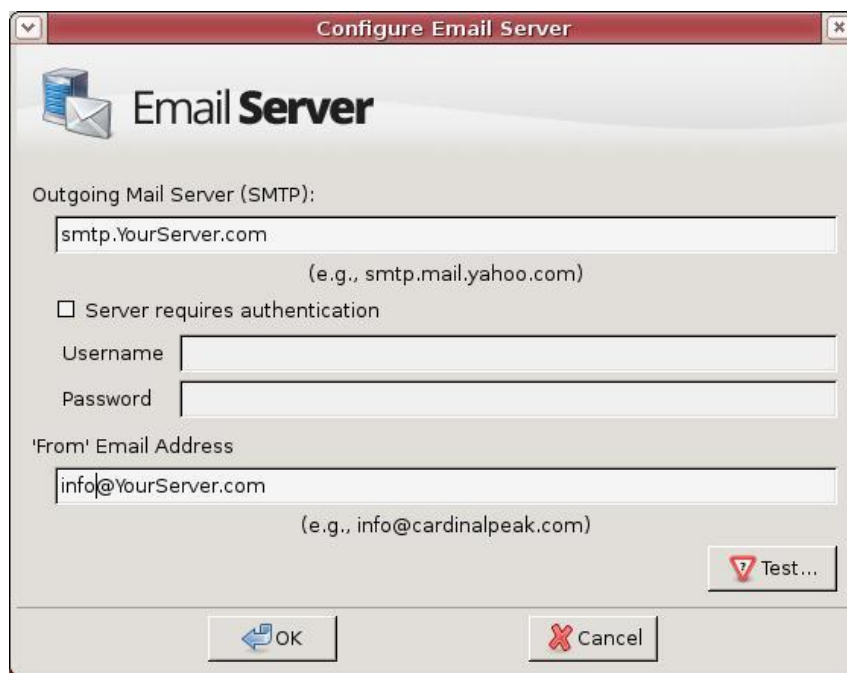 Configure Email Server
Email Server
Outgoing Mail Server (SMTP):
smtp.YourServer.com
(e.g., smtp.mail.yahoo.com)
Server requires authentication
Username
Password
'From' Email Address
info@YourServer.com
(e.g., info@cardinalpeak.com)
? Test...
OK Cancel